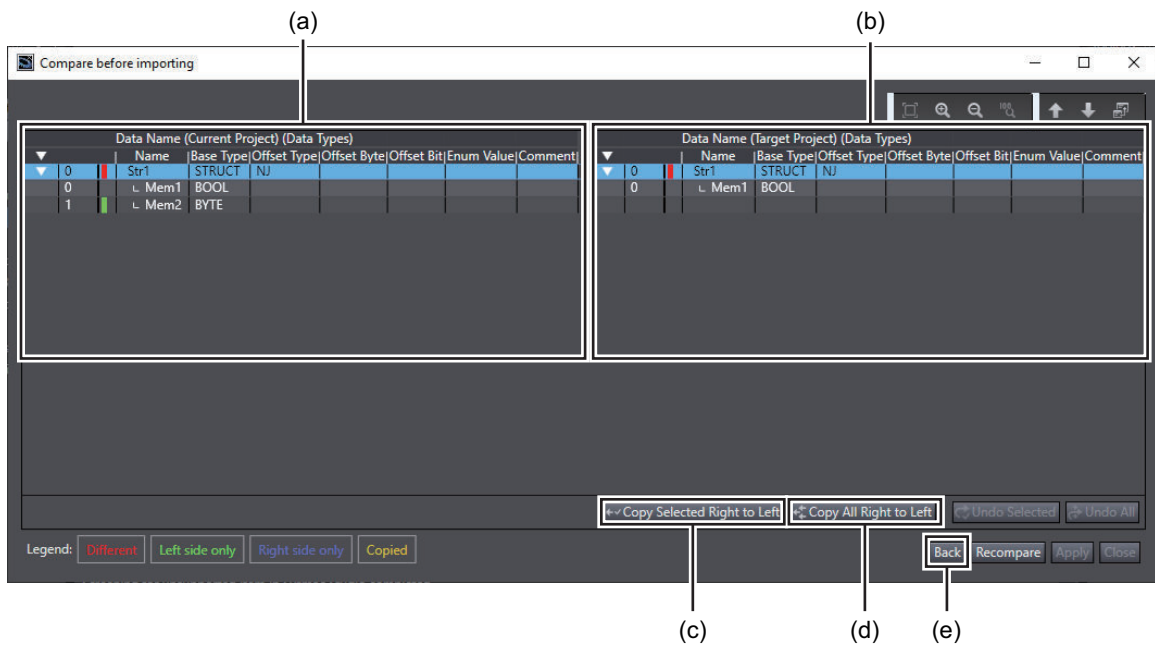 (a) (b)
Compare before importing
Data Name (Current Project) (Data Types) Data Name (Target Project) (Data Types)
Name Base Type Offset Type Offset Byte Offset Bit Enum Value Comment Name Base Type Offset Type Offset Byte Offset Bit Enum Value Comment
0 Str1 STRUCT NJ 0 Str1 STRUCT NJ
0 Mem1 BOOL 0 Mem1 BOOL
1 Mem2 BYTE
Copy Selected Right to Left Copy All Right to Left Undo Selected Undo All
Legend: Different Left side only Right side only Copied Back Recompare Apply Close
(c) (d) (e)